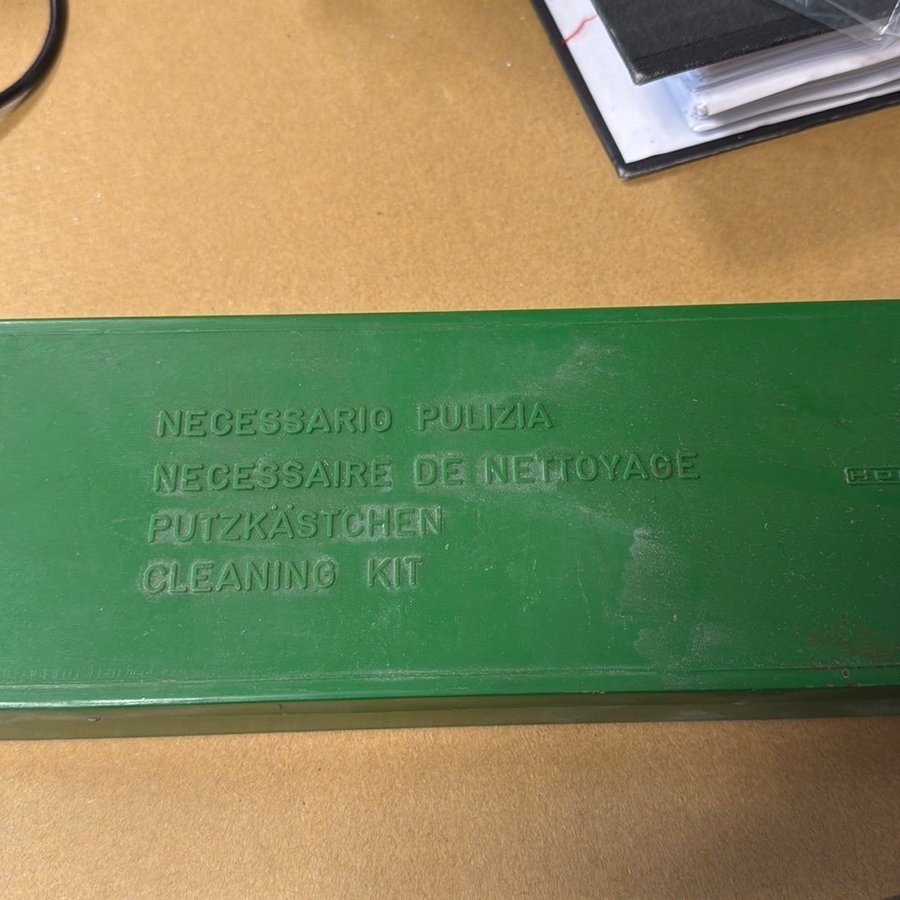 NECESSARIO PULIZIA
NECESSAIRE DE NETTOYAGE
PUTZKÄSTCHEN
CLEANING KIT